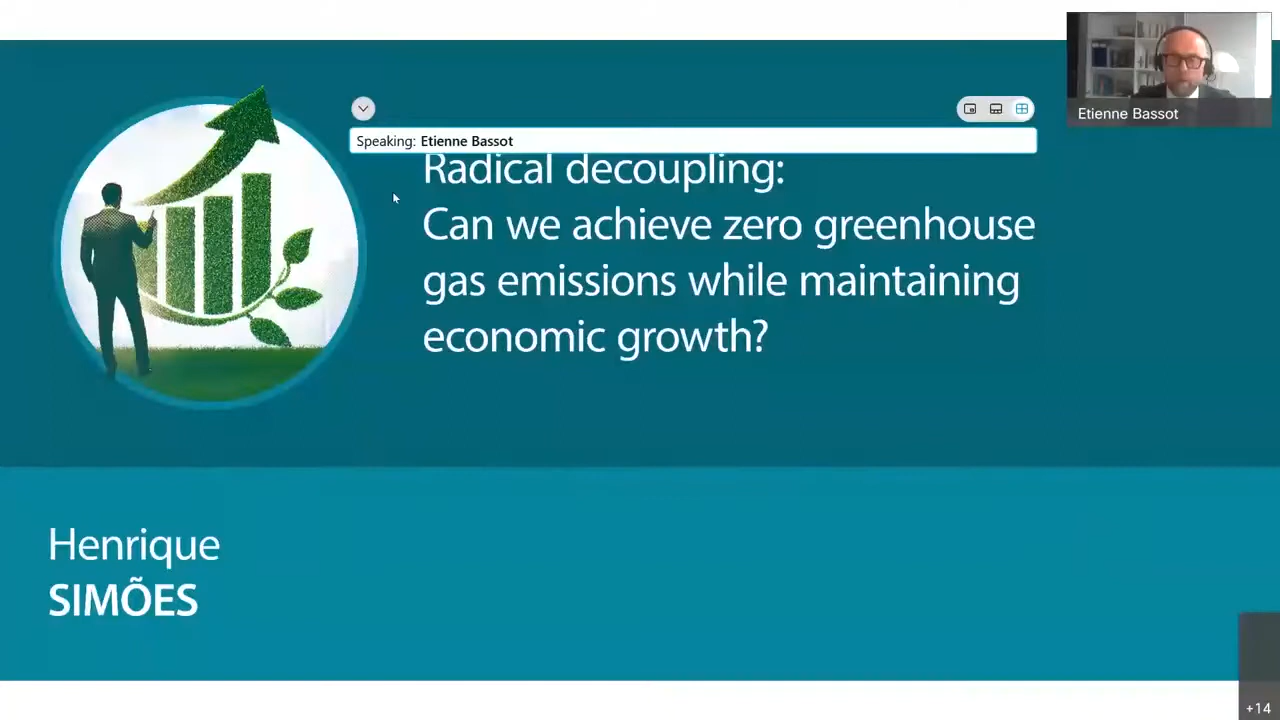 Etienne Bassot
Speaking: Etienne Bassot
Radical decoupling:
Can we achieve zero greenhouse
gas emissions while maintaining
economic growth?
Henrique
SIMÕES
+14